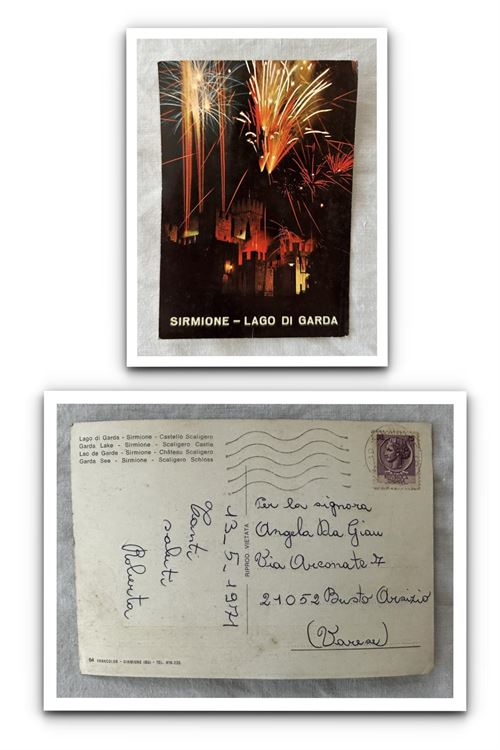 SIRMIONE – LAGO DI GARDA
Lago di Garda - Sirmione - Castello Scaligero
Garda Lake - Sirmione - Scaligero Castle
Lac de Garde - Sirmione - Château Scaligero
Garda See - Sirmione - Scaligero Schloss
13-5-1971
Tanti
saluti
Roberta
RIPROD. VIETATA
Per la signora
Angela Da Giau
Via Arconate 7
21052 Busto Arsizio
(Varese)